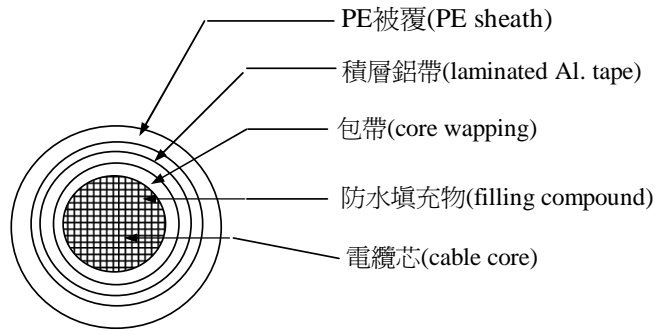 PE被覆(PE sheath)
積層鋁帶(laminated Al. tape)
包帶(core wapping)
防水填充物(filling compound)
電纜芯(cable core)